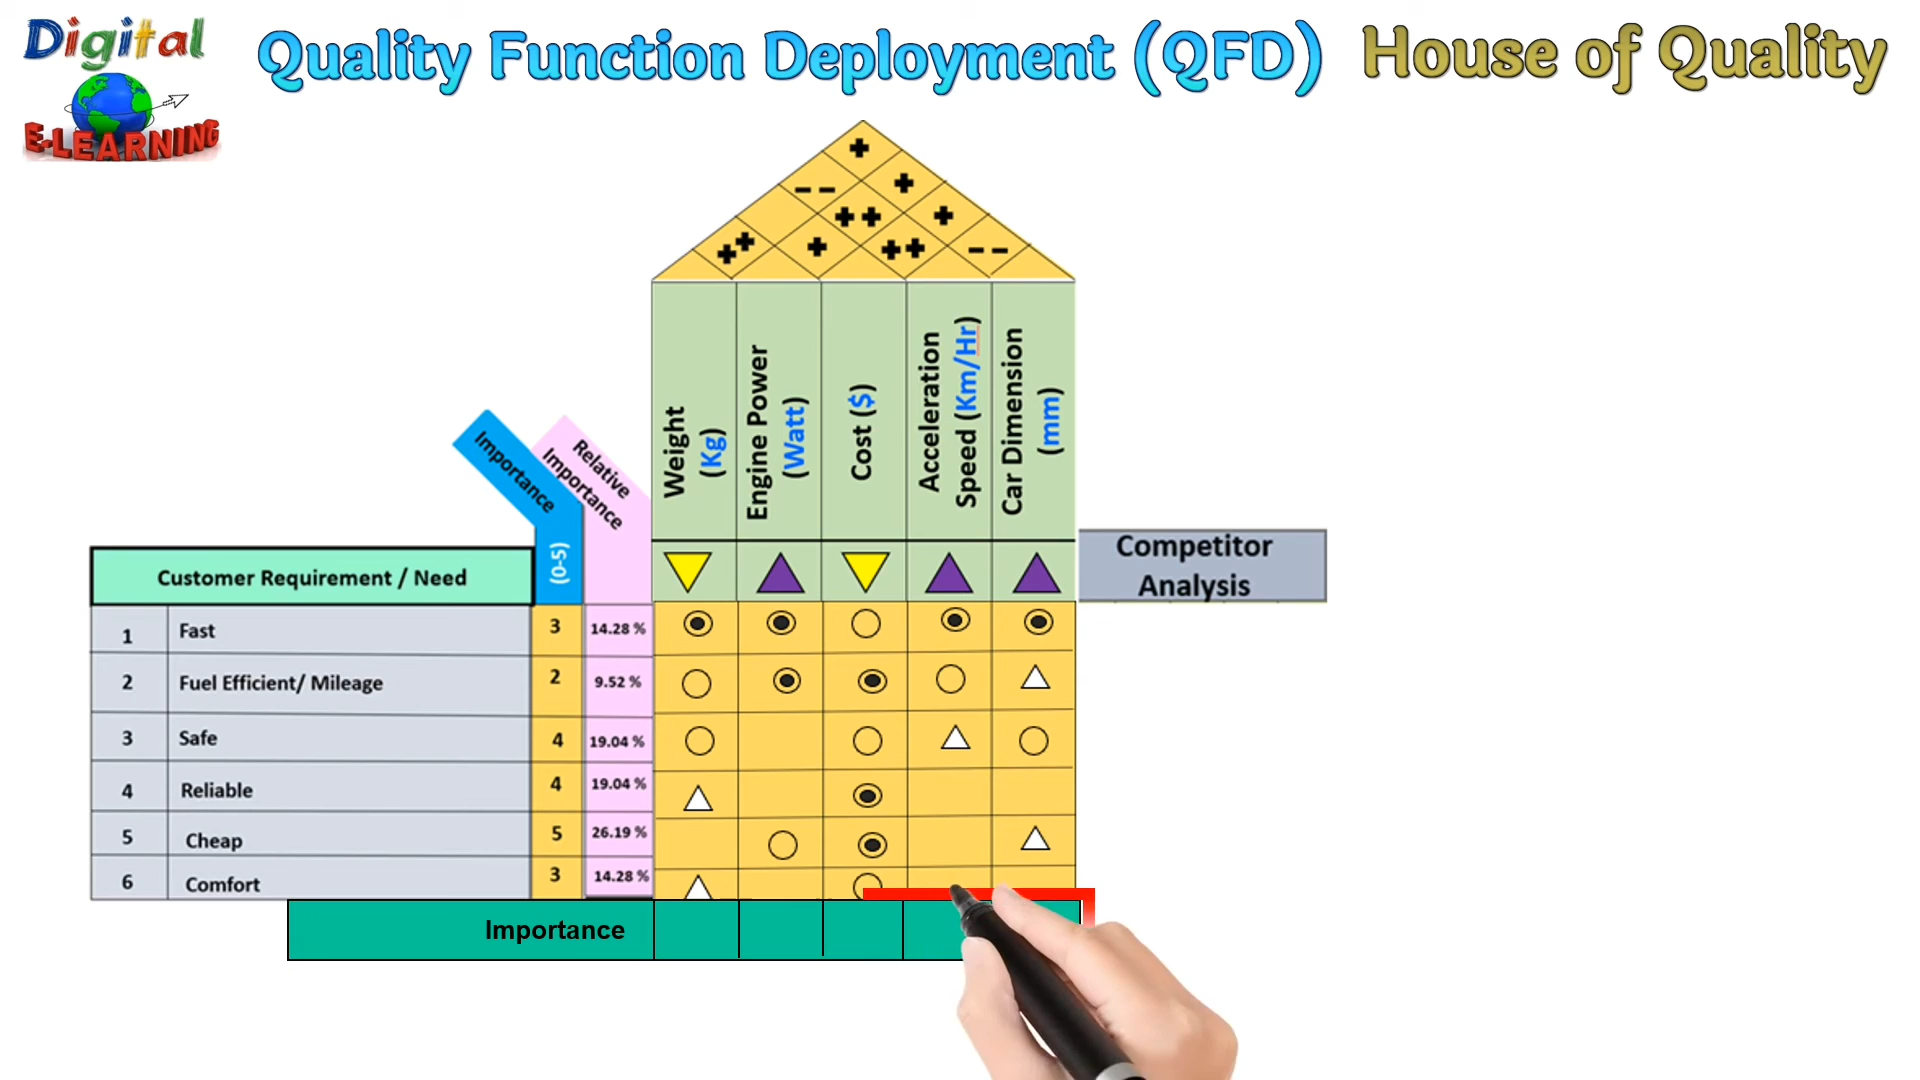 Digital
E-LEARNING
Quality Function Deployment (QFD) House of Quality
+
-- +
++ +
++ + ++ --
Weight
(Kg)
Engine Power
(Watt)
Cost ($)
Acceleration
Speed (Km/Hr)
Car Dimension
(mm)
Importance
(0-5)
Relative
Importance
Competitor
Analysis
Customer Requirement / Need
1 Fast 3 14.28 %
2 Fuel Efficient/ Mileage 2 9.52 %
3 Safe 4 19.04 %
4 Reliable 4 19.04 %
5 Cheap 5 26.19 %
6 Comfort 3 14.28 %
Importance